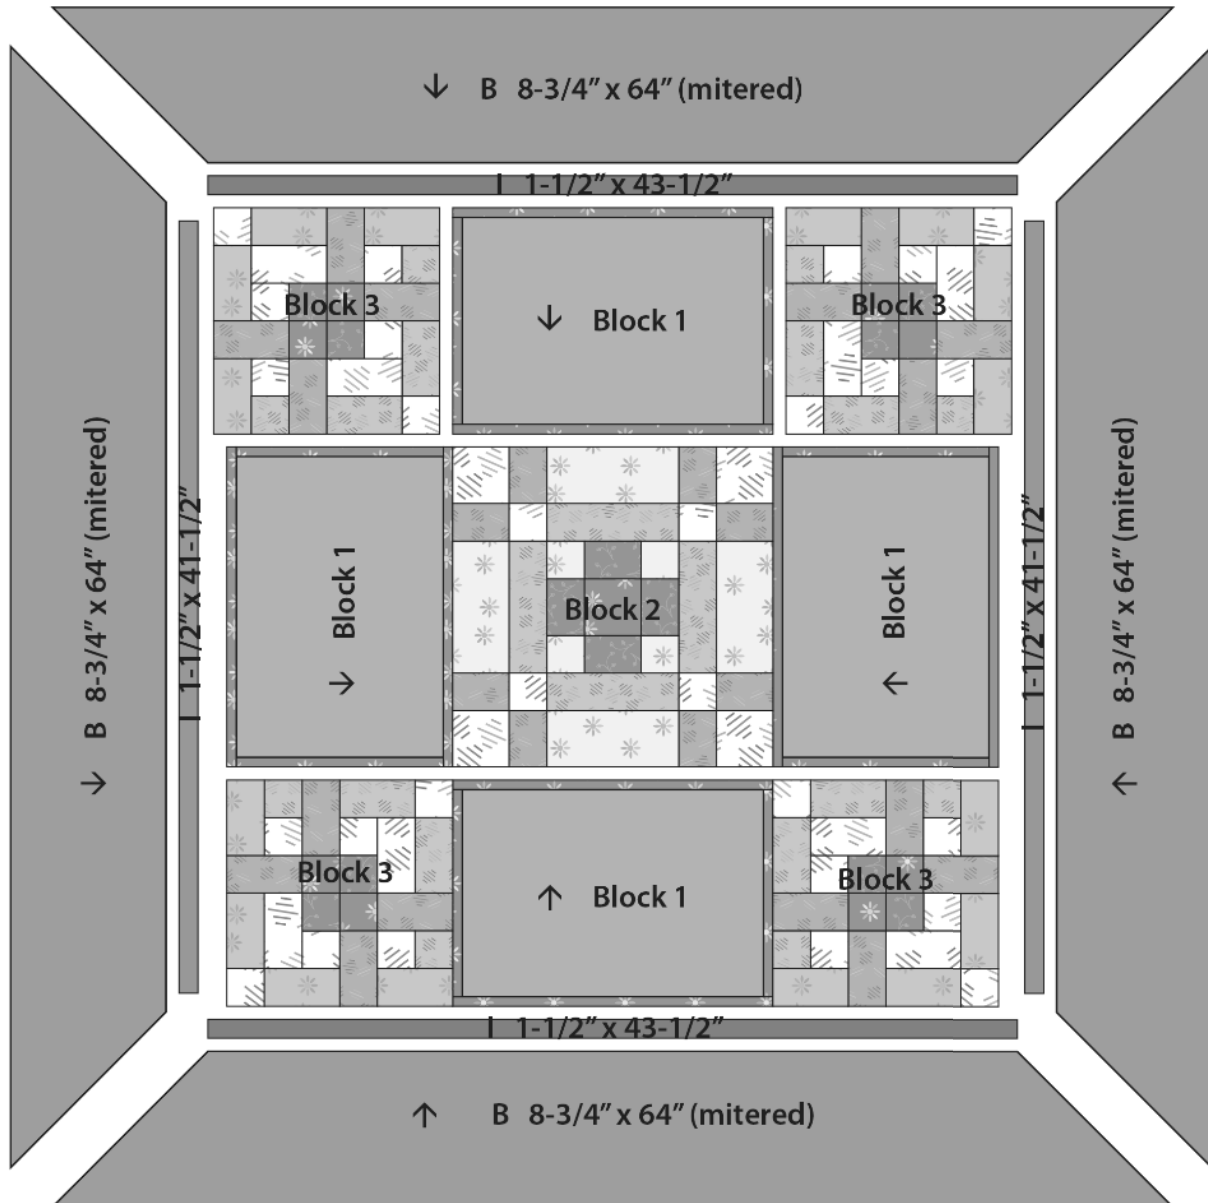 ↓ B 8-3/4” x 64” (mitered)
I 1-1/2” x 43-1/2”
Block 3
↓ Block 1
Block 3
↓ B 8-3/4” x 64” (mitered)
I 1-1/2” x 41-1/2”
→ Block 1
Block 2
← Block 1
I 1-1/2” x 41-1/2”
↑ B 8-3/4” x 64” (mitered)
Block 3
↑ Block 1
Block 3
I 1-1/2” x 43-1/2”
↑ B 8-3/4” x 64” (mitered)